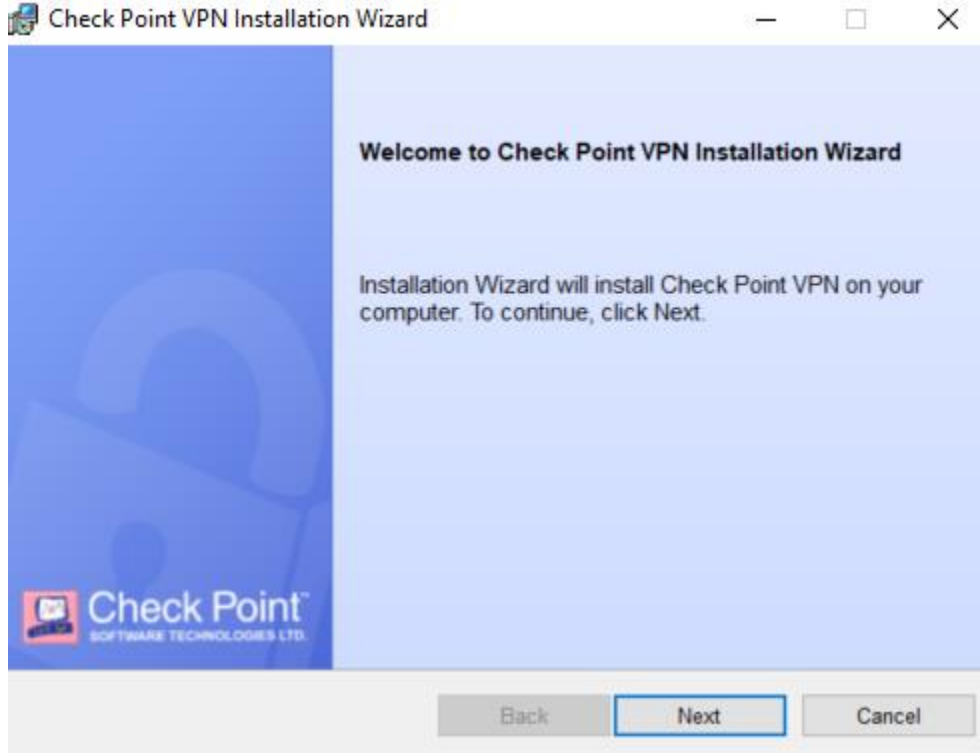 Check Point VPN Installation Wizard
Welcome to Check Point VPN Installation Wizard
Installation Wizard will install Check Point VPN on your
computer. To continue, click Next.
Check Point™
SOFTWARE TECHNOLOGIES LTD.
Back
Next
Cancel